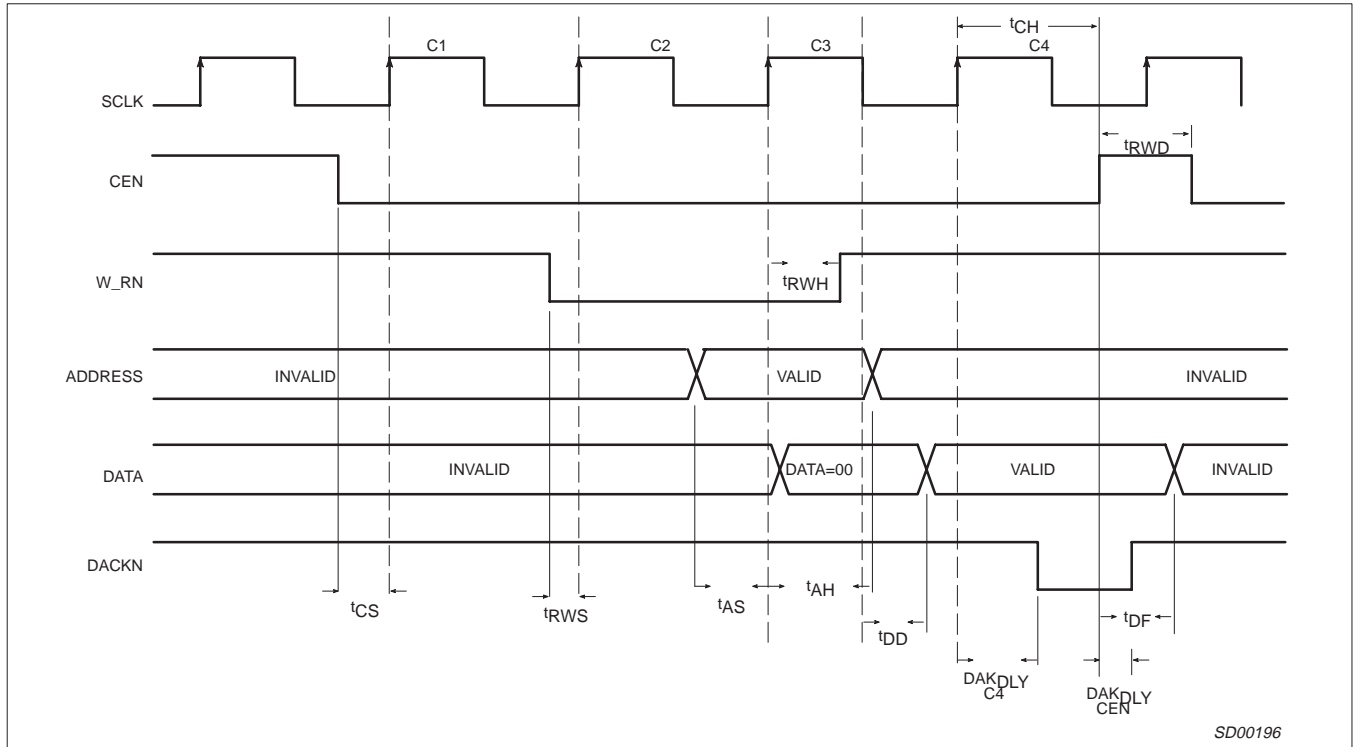 tCH
C1 C2 C3 C4
SCLK
tRWD
CEN
W_RN
tRWH
ADDRESS INVALID VALID INVALID
DATA INVALID DATA=00 VALID INVALID
DACKN
tCS tRWS tAS tAH tDD tDF
DAKDLY C4
DAKDLY CEN
SD00196